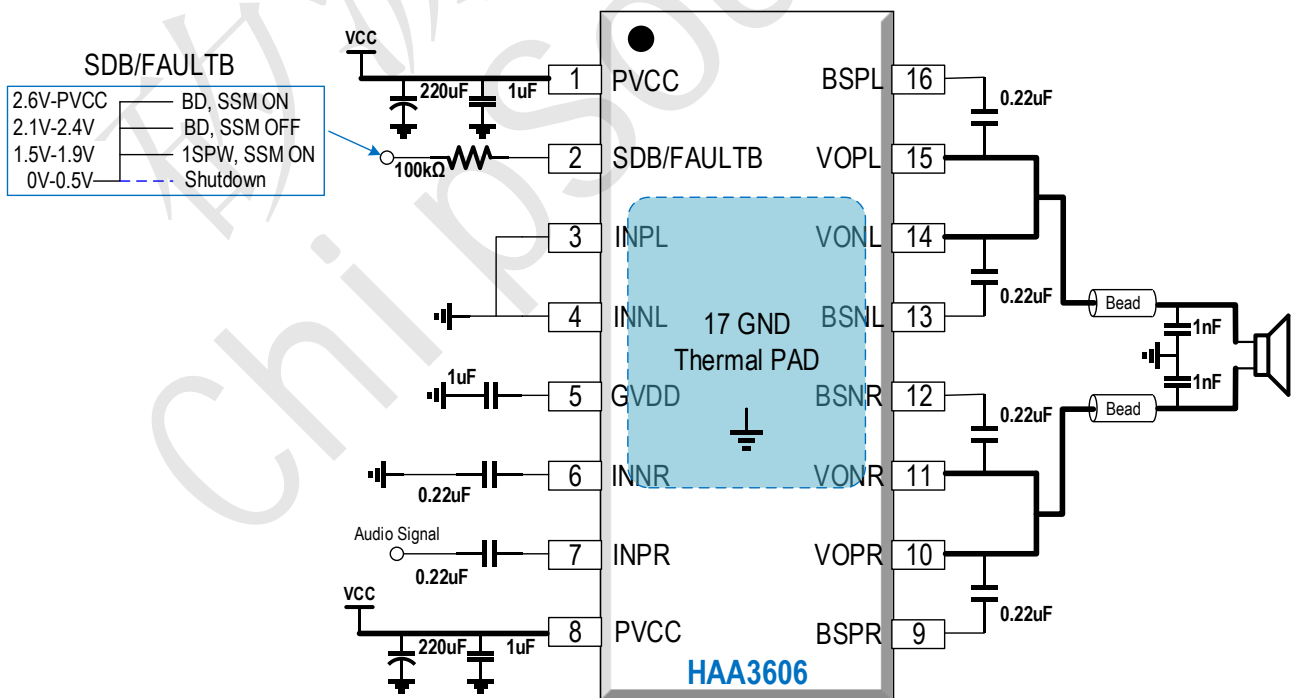 SDB/FAULTB
2.6V-PVCC BD, SSM ON
2.1V-2.4V BD, SSM OFF
1.5V-1.9V 1SPW, SSM ON
0V-0.5V Shutdown
VCC
220uF 1uF
1 PVCC
100kΩ
2 SDB/FAULTB
3 INPL
4 INNL
1uF
5 GVDD
0.22uF
6 INNR
Audio Signal
0.22uF
7 INPR
VCC
220uF 1uF
8 PVCC
17 GND
Thermal PAD
BSPL 16
0.22uF
VOPL 15
VONL 14
0.22uF
BSNL 13
BSNR 12
0.22uF
VONR 11
VOPR 10
0.22uF
BSPR 9
Bead
1nF
1nF
Bead
HAA3606
ChipSou